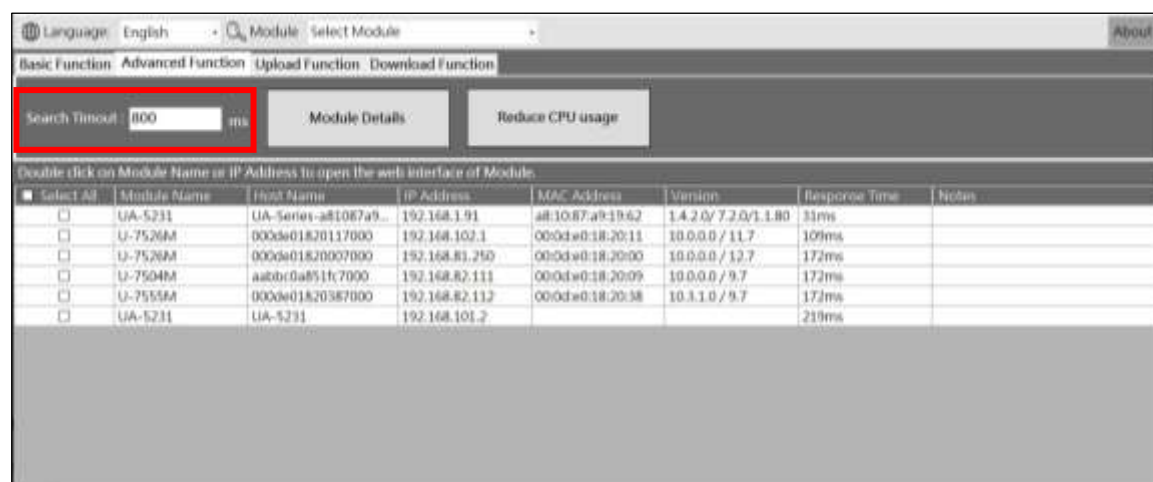 Language: English Module Select Module About
Basic Function Advanced Function Upload Function Download Function
Search Timout : 800 ms Module Details Reduce CPU usage
Double click on Module Name or IP Address to open the web interface of Module.
Select All Module Name Host Name IP Address MAC Address Version Response Time Notes
UA-5231 UA-Series-a81087a9... 192.168.1.91 a8:10:87:a9:19:62 1.4.2.0/ 7.2.0/1.1.80 31ms
U-7526M 000de01820117000 192.168.102.1 00:0d:e0:18:20:11 10.0.0.0 / 11.7 109ms
U-7526M 000de01820007000 192.168.81.250 00:0d:e0:18:20:00 10.0.0.0 / 12.7 172ms
U-7504M aabbc0a851fc7000 192.168.82.111 00:0d:e0:18:20:09 10.0.0.0 / 9.7 172ms
U-7555M 000de01820387000 192.168.82.112 00:0d:e0:18:20:38 10.3.1.0 / 9.7 172ms
UA-5231 UA-5231 192.168.101.2 219ms